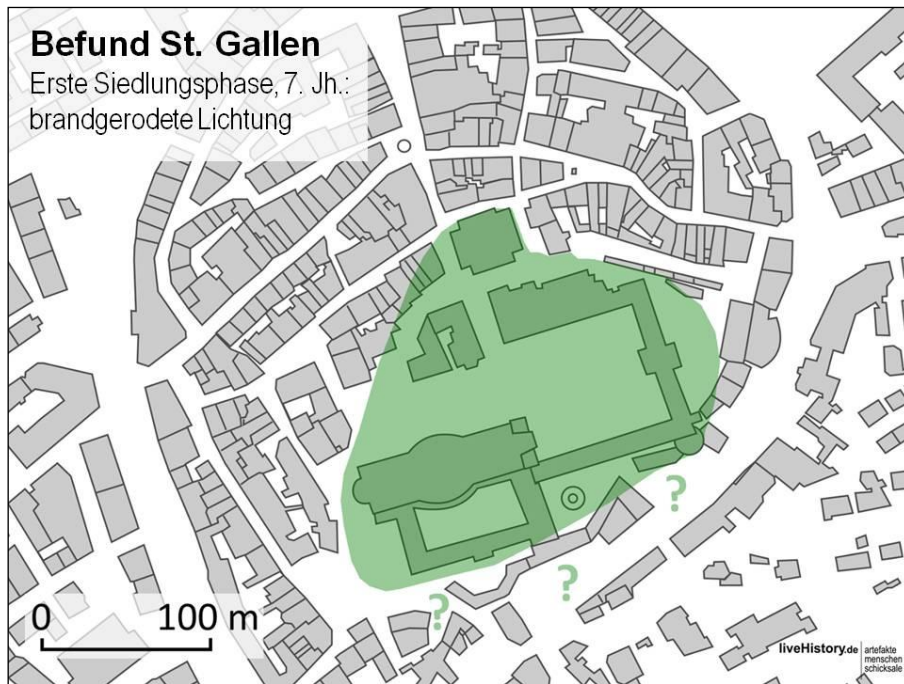 Befund St. Gallen
Erste Siedlungsphase, 7. Jh.:
brandgerodete Lichtung
?
?
?
0 100 m
liveHistory.de
artefakte
menschen
schicksale